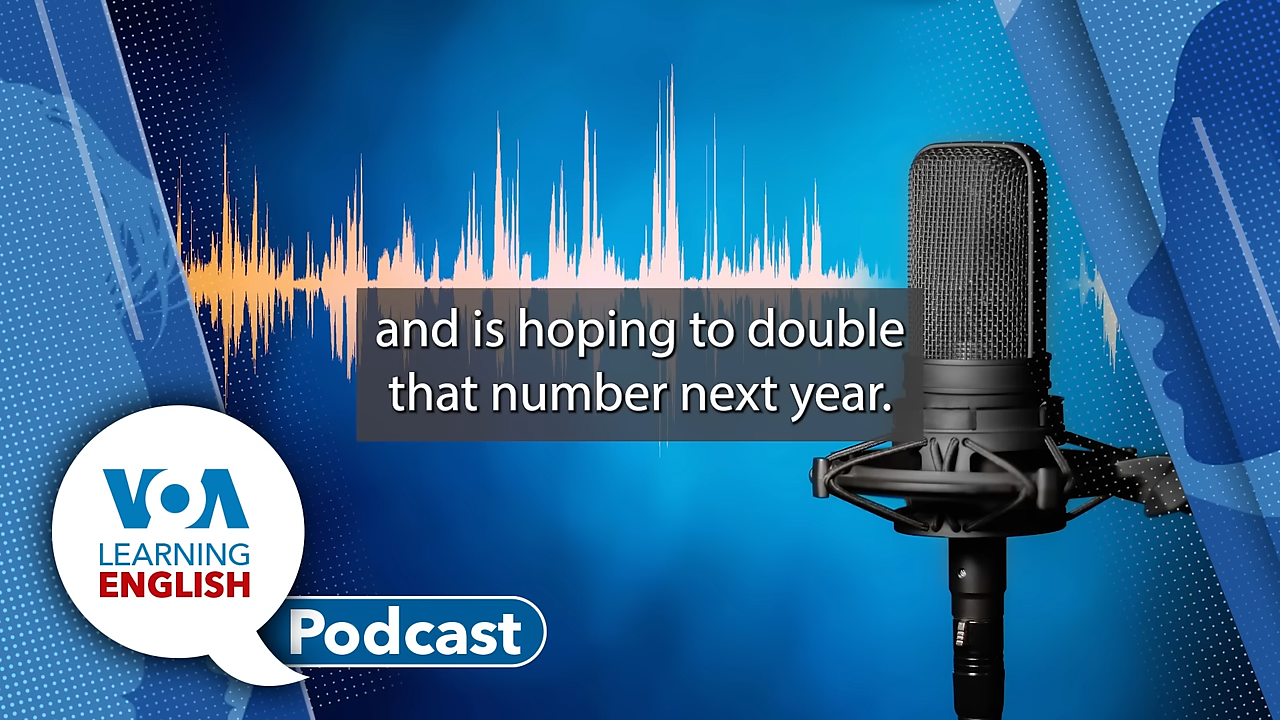 and is hoping to double
that number next year.
VOA
LEARNING
ENGLISH
Podcast